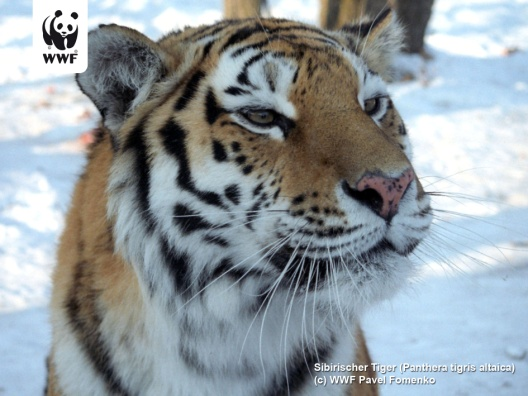 WWF
Sibirischer Tiger (Panthera tigris altaica)
(c) WWF Pavel Fomenko